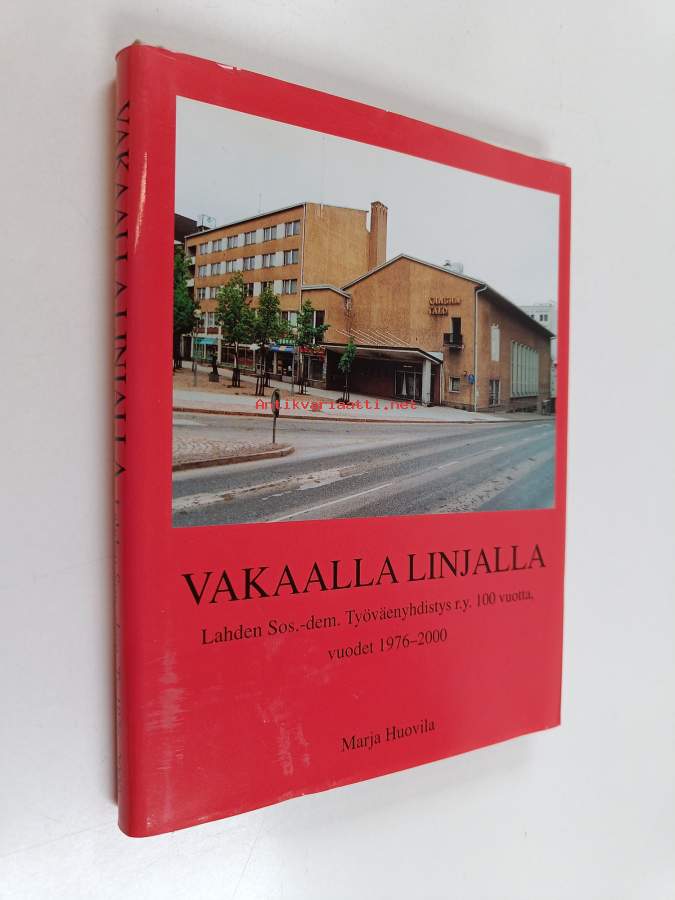 VAKAALLA LINJALLA
Antikvariaatti.net
VAKAALLA LINJALLA
Lahden Sos.-dem. Työväenyhdistys r.y. 100 vuotta,
vuodet 1976–2000
Marja Huovila